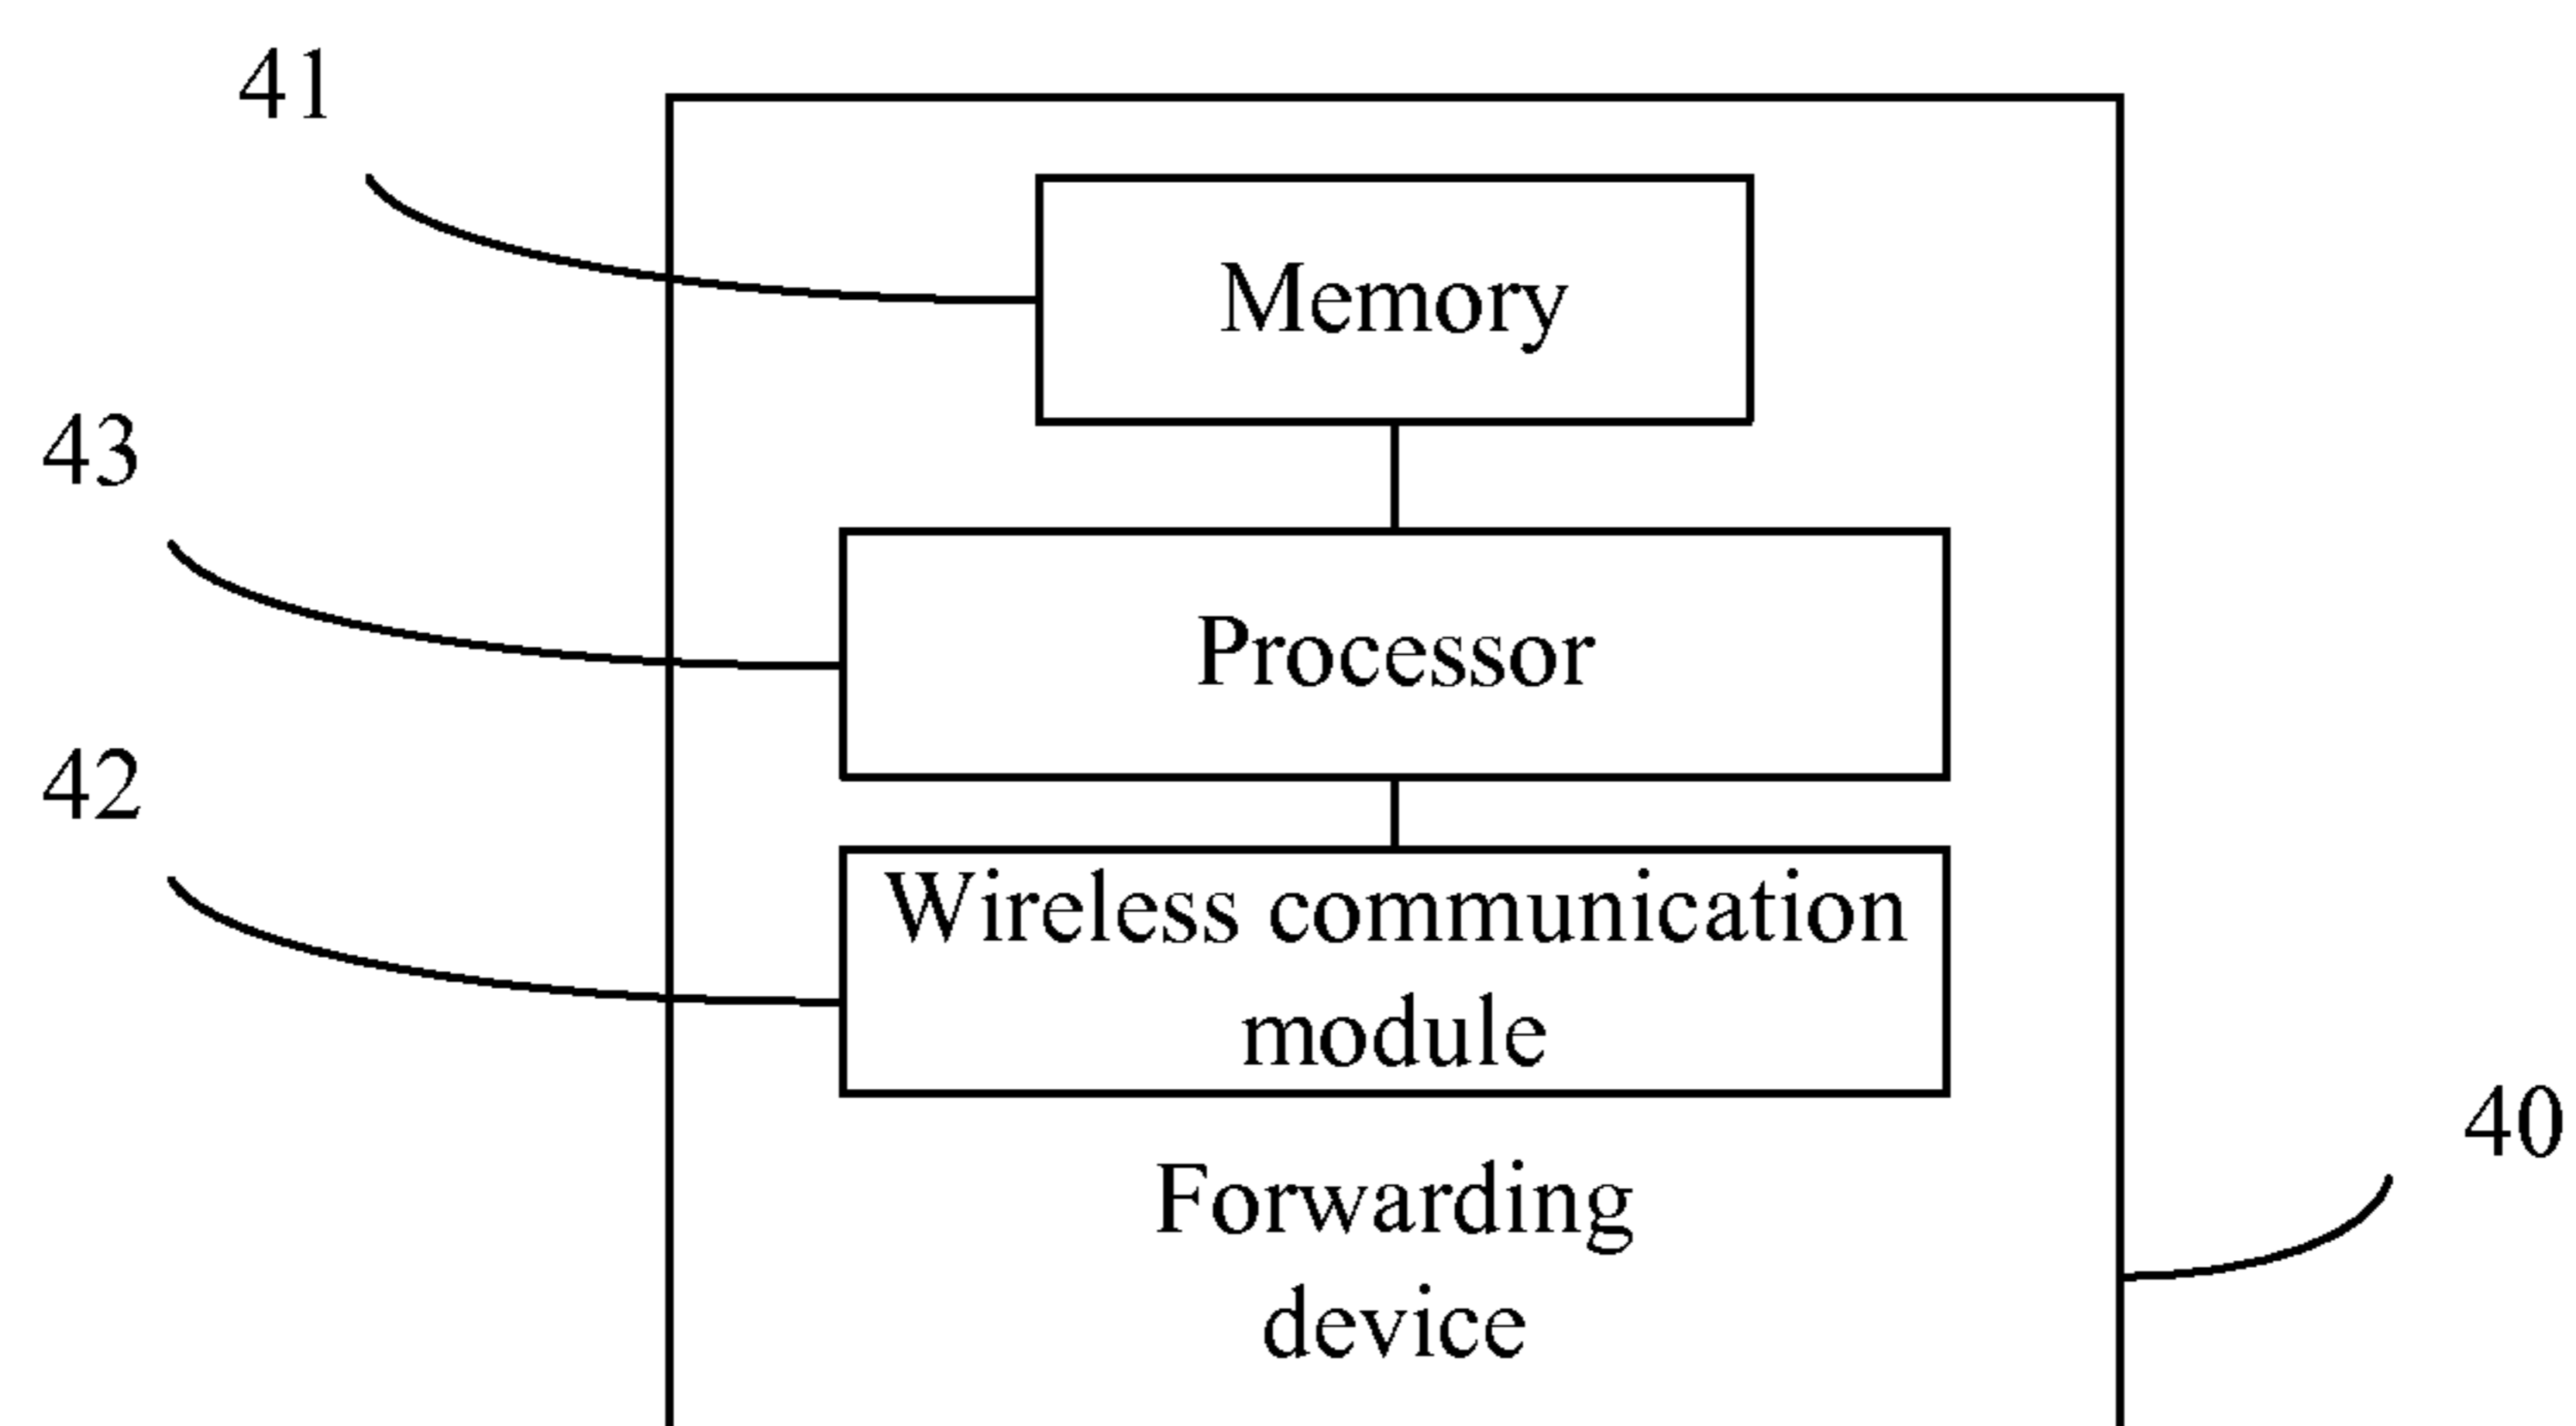 41
Memory
43
Processor
42
Wireless communication
module
40
Forwarding
device